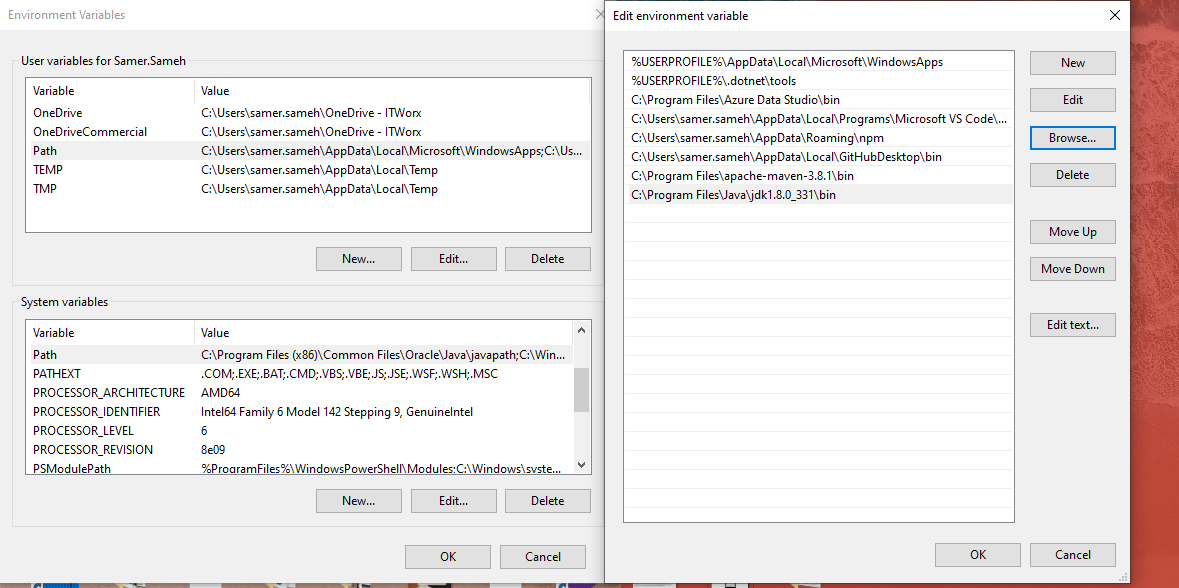 Environment Variables
User variables for Samer.Sameh
Variable Value
OneDrive C:\Users\samer.sameh\OneDrive - ITWorx
OneDriveCommercial C:\Users\samer.sameh\OneDrive - ITWorx
Path C:\Users\samer.sameh\AppData\Local\Microsoft\WindowsApps;C:\Us...
TEMP C:\Users\samer.sameh\AppData\Local\Temp
TMP C:\Users\samer.sameh\AppData\Local\Temp
New... Edit... Delete
System variables
Variable Value
Path C:\Program Files (x86)\Common Files\Oracle\Java\javapath;C:\Win...
PATHEXT .COM;.EXE;.BAT;.CMD;.VBS;.VBE;.JS;.JSE;.WSF;.WSH;.MSC
PROCESSOR_ARCHITECTURE AMD64
PROCESSOR_IDENTIFIER Intel64 Family 6 Model 142 Stepping 9, GenuineIntel
PROCESSOR_LEVEL 6
PROCESSOR_REVISION 8e09
PSModulePath %ProgramFiles%\WindowsPowerShell\Modules;C:\Windows\syste...
New... Edit... Delete
OK Cancel
Edit environment variable
%USERPROFILE%\AppData\Local\Microsoft\WindowsApps
%USERPROFILE%\.dotnet\tools
C:\Program Files\Azure Data Studio\bin
C:\Users\samer.sameh\AppData\Local\Programs\Microsoft VS Code\...
C:\Users\samer.sameh\AppData\Roaming\npm
C:\Users\samer.sameh\AppData\Local\GitHubDesktop\bin
C:\Program Files\apache-maven-3.8.1\bin
C:\Program Files\Java\jdk1.8.0_331\bin
New
Edit
Browse...
Delete
Move Up
Move Down
Edit text...
OK Cancel